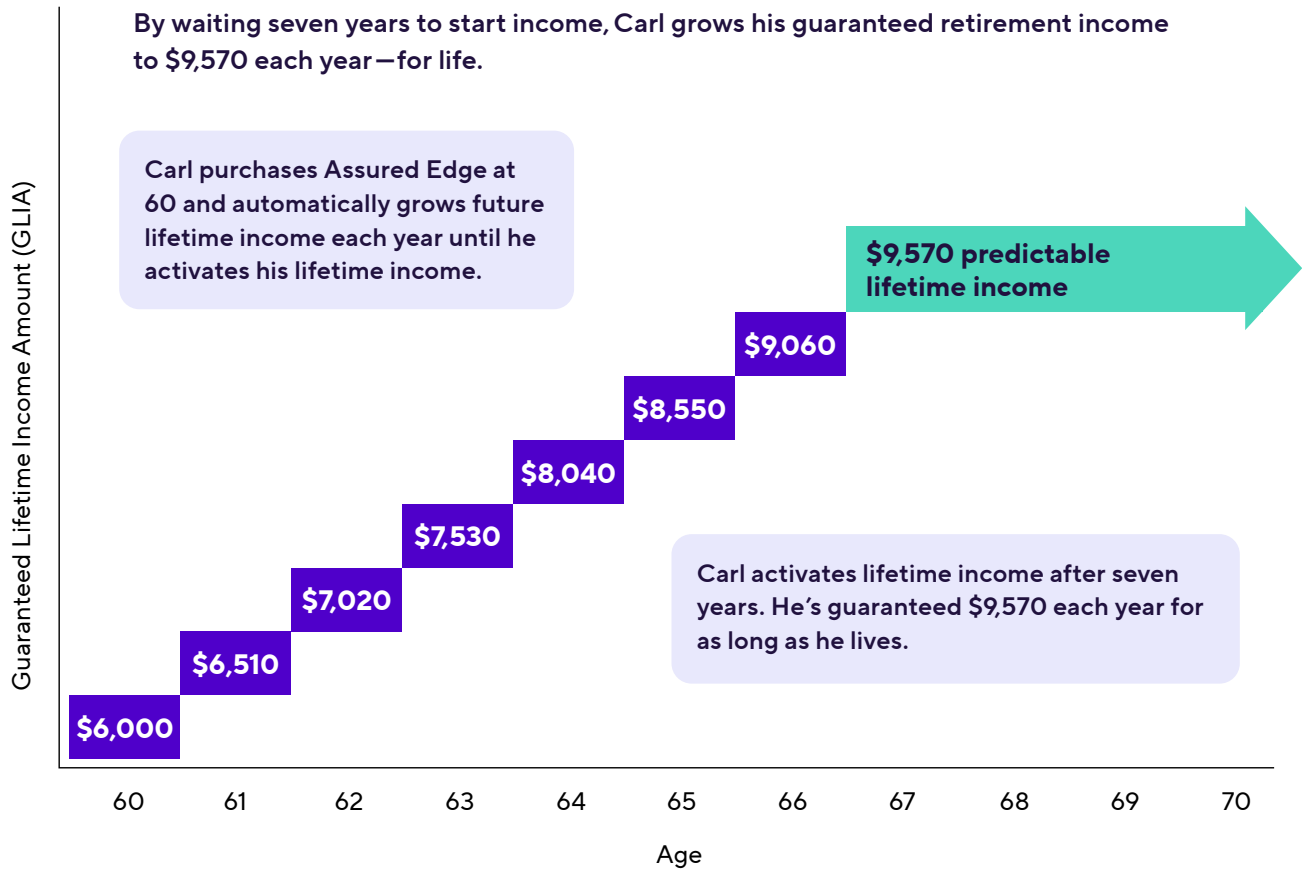 By waiting seven years to start income, Carl grows his guaranteed retirement income
to $9,570 each year—for life.
Carl purchases Assured Edge at
60 and automatically grows future
lifetime income each year until he
activates his lifetime income.
$9,570 predictable
lifetime income
$9,060
$8,550
$8,040
$7,530
$7,020
$6,510
$6,000
Carl activates lifetime income after seven
years. He’s guaranteed $9,570 each year for
as long as he lives.
Guaranteed Lifetime Income Amount (GLIA)
60 61 62 63 64 65 66 67 68 69 70
Age